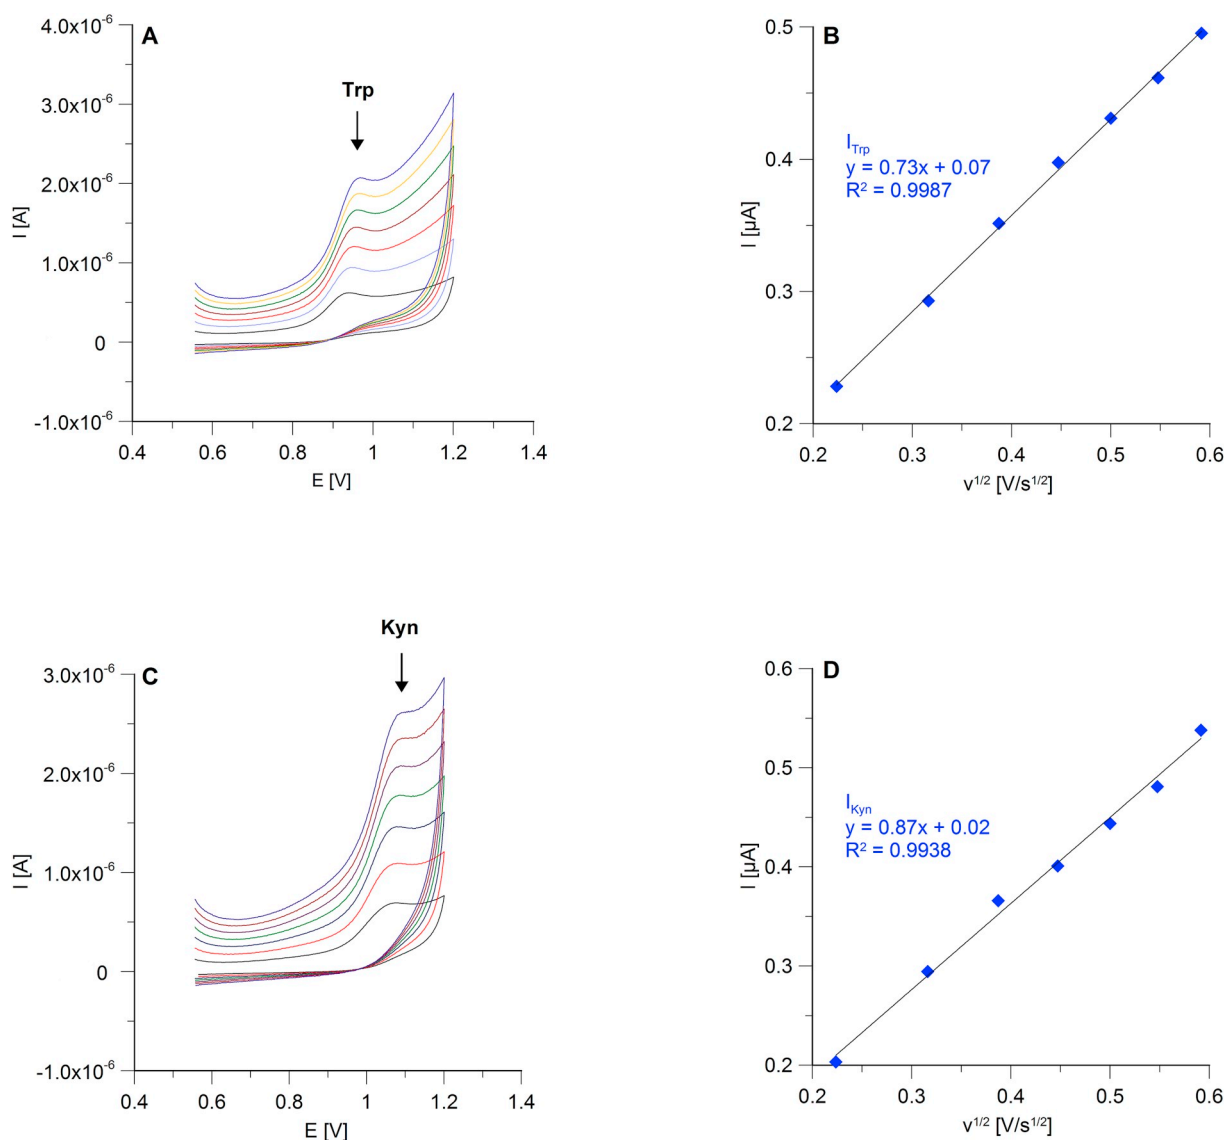 A
4.0x10⁻⁶
3.0x10⁻⁶
2.0x10⁻⁶
1.0x10⁻⁶
0
-1.0x10⁻⁶
I [A]
Trp
0.4 0.6 0.8 1 1.2 1.4
E [V]
B
0.5
0.4
0.3
0.2
I [µA]
I_Trp
y = 0.73x + 0.07
R² = 0.9987
0.2 0.3 0.4 0.5 0.6
v^1/2 [V/s^1/2]
Kyn
C
3.0x10⁻⁶
2.0x10⁻⁶
1.0x10⁻⁶
0
-1.0x10⁻⁶
I [A]
0.4 0.6 0.8 1 1.2 1.4
E [V]
D
0.6
0.5
0.4
0.3
0.2
I [µA]
I_Kyn
y = 0.87x + 0.02
R² = 0.9938
0.2 0.3 0.4 0.5 0.6
v^1/2 [V/s^1/2]